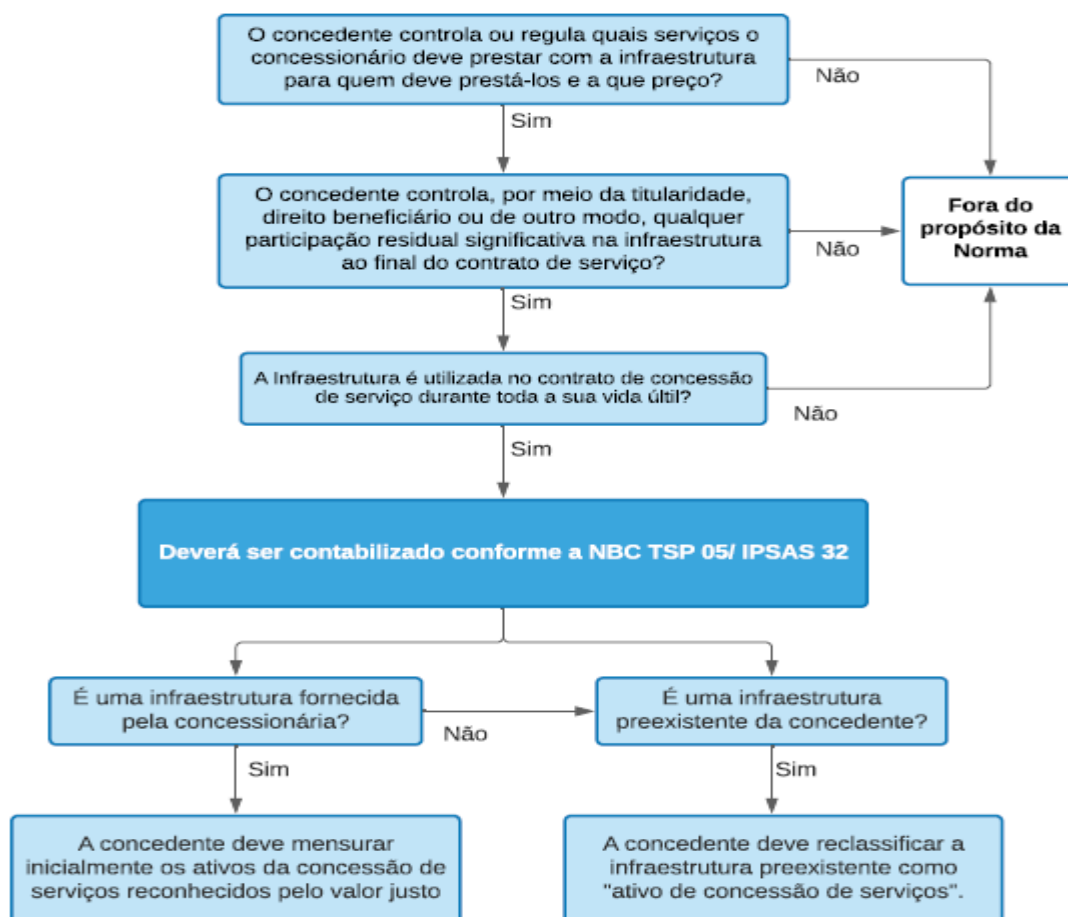 O concedente controla ou regula quais serviços o
concessionário deve prestar com a infraestrutura
para quem deve prestá-los e a que preço?
Não
Sim
O concedente controla, por meio da titularidade,
direito beneficiário ou de outro modo, qualquer
participação residual significativa na infraestrutura
ao final do contrato de serviço?
Não
Fora do
propósito da
Norma
Sim
A Infraestrutura é utilizada no contrato de concessão
de serviço durante toda a sua vida últil?
Não
Sim
Deverá ser contabilizado conforme a NBC TSP 05/ IPSAS 32
É uma infraestrutura fornecida
pela concessionária?
Não
É uma infraestrutura
preexistente da concedente?
Sim
Sim
A concedente deve mensurar
inicialmente os ativos da concessão de
serviços reconhecidos pelo valor justo
A concedente deve reclassificar a
infraestrutura preexistente como
"ativo de concessão de serviços".